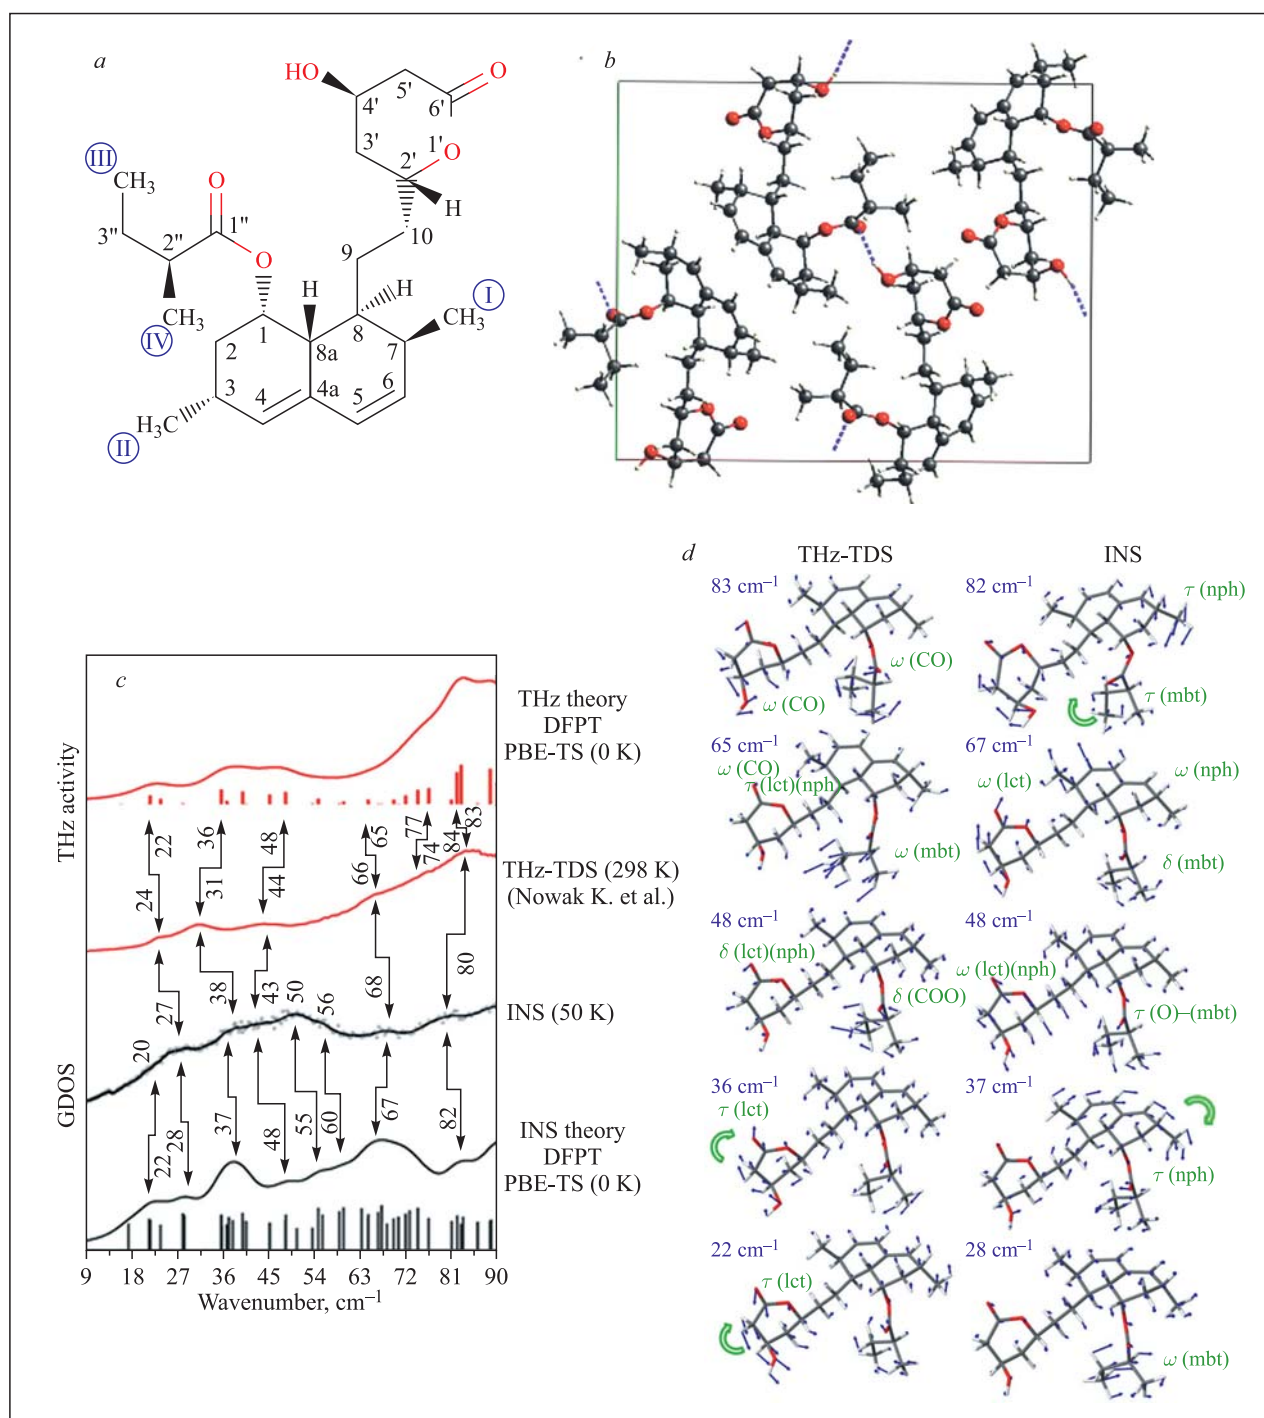 a
HO
O
5'
6'
4'
3'
1'
O
2'
H
III
CH3
O
3"
1"
2"
O
9
10
IV
CH3
H
H
I
CH3
1
8
2
8a
7
3
4a
6
4
5
H3C
II
b
c
THz activity
GDOS
THz theory
DFPT
PBE-TS (0 K)
22
36
48
65
77
83
24
31
44
66
74
84
THz-TDS (298 K)
(Nowak K. et al.)
27
38
43
50
56
68
80
INS (50 K)
20
22
28
37
48
55
60
67
82
INS theory
DFPT
PBE-TS (0 K)
9 18 27 36 45 54 63 72 81 90
Wavenumber, cm⁻¹
d
THz-TDS INS
83 cm⁻¹
ω (CO)
ω (CO)
82 cm⁻¹
τ (nph)
τ (mbt)
65 cm⁻¹
ω (CO)
τ (lct)(nph)
ω (mbt)
67 cm⁻¹
ω (lct)
ω (nph)
δ (mbt)
48 cm⁻¹
δ (lct)(nph)
δ (COO)
48 cm⁻¹
ω (lct)(nph)
τ (O)–(mbt)
36 cm⁻¹
τ (lct)
37 cm⁻¹
τ (nph)
22 cm⁻¹
τ (lct)
28 cm⁻¹
ω (mbt)